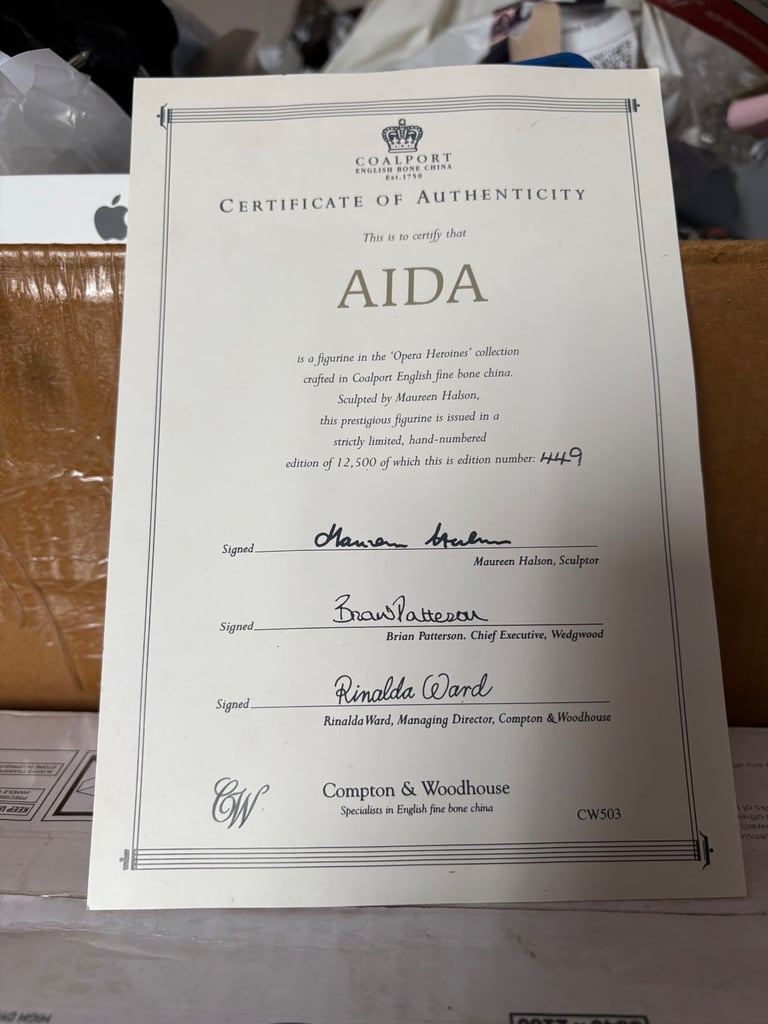 COALPORT
ENGLISH BONE CHINA
Est.1750
CERTIFICATE OF AUTHENTICITY
This is to certify that
AIDA
is a figurine in the ‘Opera Heroines’ collection
crafted in Coalport English fine bone china.
Sculpted by Maureen Halson,
this prestigious figurine is issued in a
strictly limited, hand-numbered
edition of 12,500 of which this is edition number: 449
Signed
Maureen Halson, Sculptor
Signed Brian Patterson
Brian Patterson. Chief Executive, Wedgwood
Signed Rinalda Ward
Rinalda Ward, Managing Director, Compton & Woodhouse
CW
Compton & Woodhouse
Specialists in English fine bone china
CW503